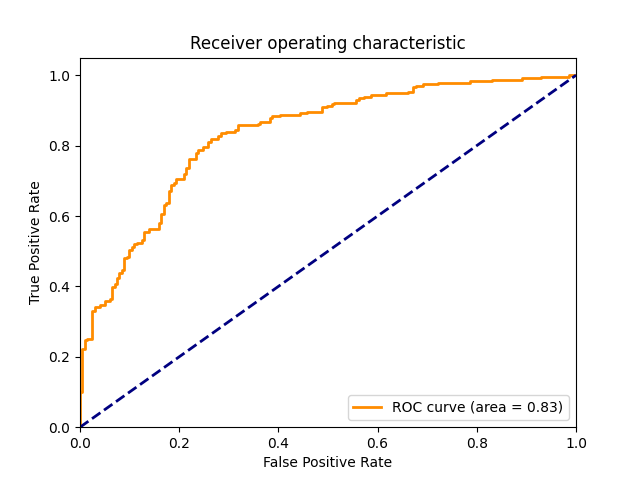 Receiver operating characteristic
1.0
0.8
0.6
0.4
0.2
0.0
True Positive Rate
0.0 0.2 0.4 0.6 0.8 1.0
False Positive Rate
ROC curve (area = 0.83)